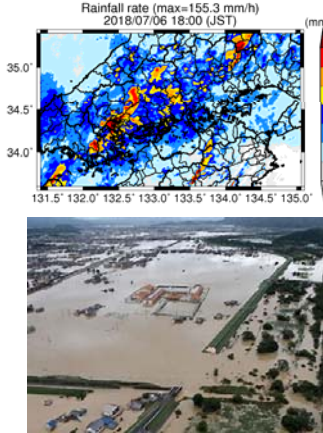 Rainfall rate (max=155.3 mm/h)
2018/07/06 18:00 (JST)
(mm
35.0°
34.5°
34.0°
131.5° 132.0° 132.5° 133.0° 133.5° 134.0° 134.5° 135.0°